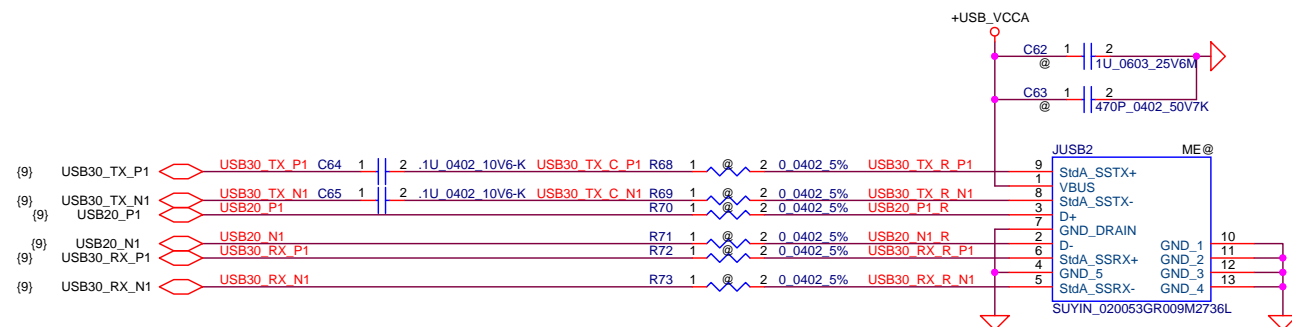 +USB_VCCA
C62 1 2
@ 1U_0603_25V6M
C63 1 2
@ 470P_0402_50V7K
JUSB2 ME@
{9} USB30_TX_P1 USB30_TX_P1 C64 1 2 .1U_0402_10V6-K USB30_TX_C_P1 R68 1 @ 2 0_0402_5% USB30_TX_R_P1 9 StdA_SSTX+
1 VBUS
{9} USB30_TX_N1 USB30_TX_N1 C65 1 2 .1U_0402_10V6-K USB30_TX_C_N1 R69 1 @ 2 0_0402_5% USB30_TX_R_N1 8 StdA_SSTX-
{9} USB20_P1 USB20_P1 R70 1 @ 2 0_0402_5% USB20_P1_R 3 D+
7 GND_DRAIN
{9} USB20_N1 USB20_N1 R71 1 @ 2 0_0402_5% USB20_N1_R 2 D- GND_1 10
{9} USB30_RX_P1 USB30_RX_P1 R72 1 @ 2 0_0402_5% USB30_RX_R_P1 6 StdA_SSRX+ GND_2 11
4 GND_5 GND_3 12
{9} USB30_RX_N1 USB30_RX_N1 R73 1 @ 2 0_0402_5% USB30_RX_R_N1 5 StdA_SSRX- GND_4 13
SUYIN_020053GR009M2736L